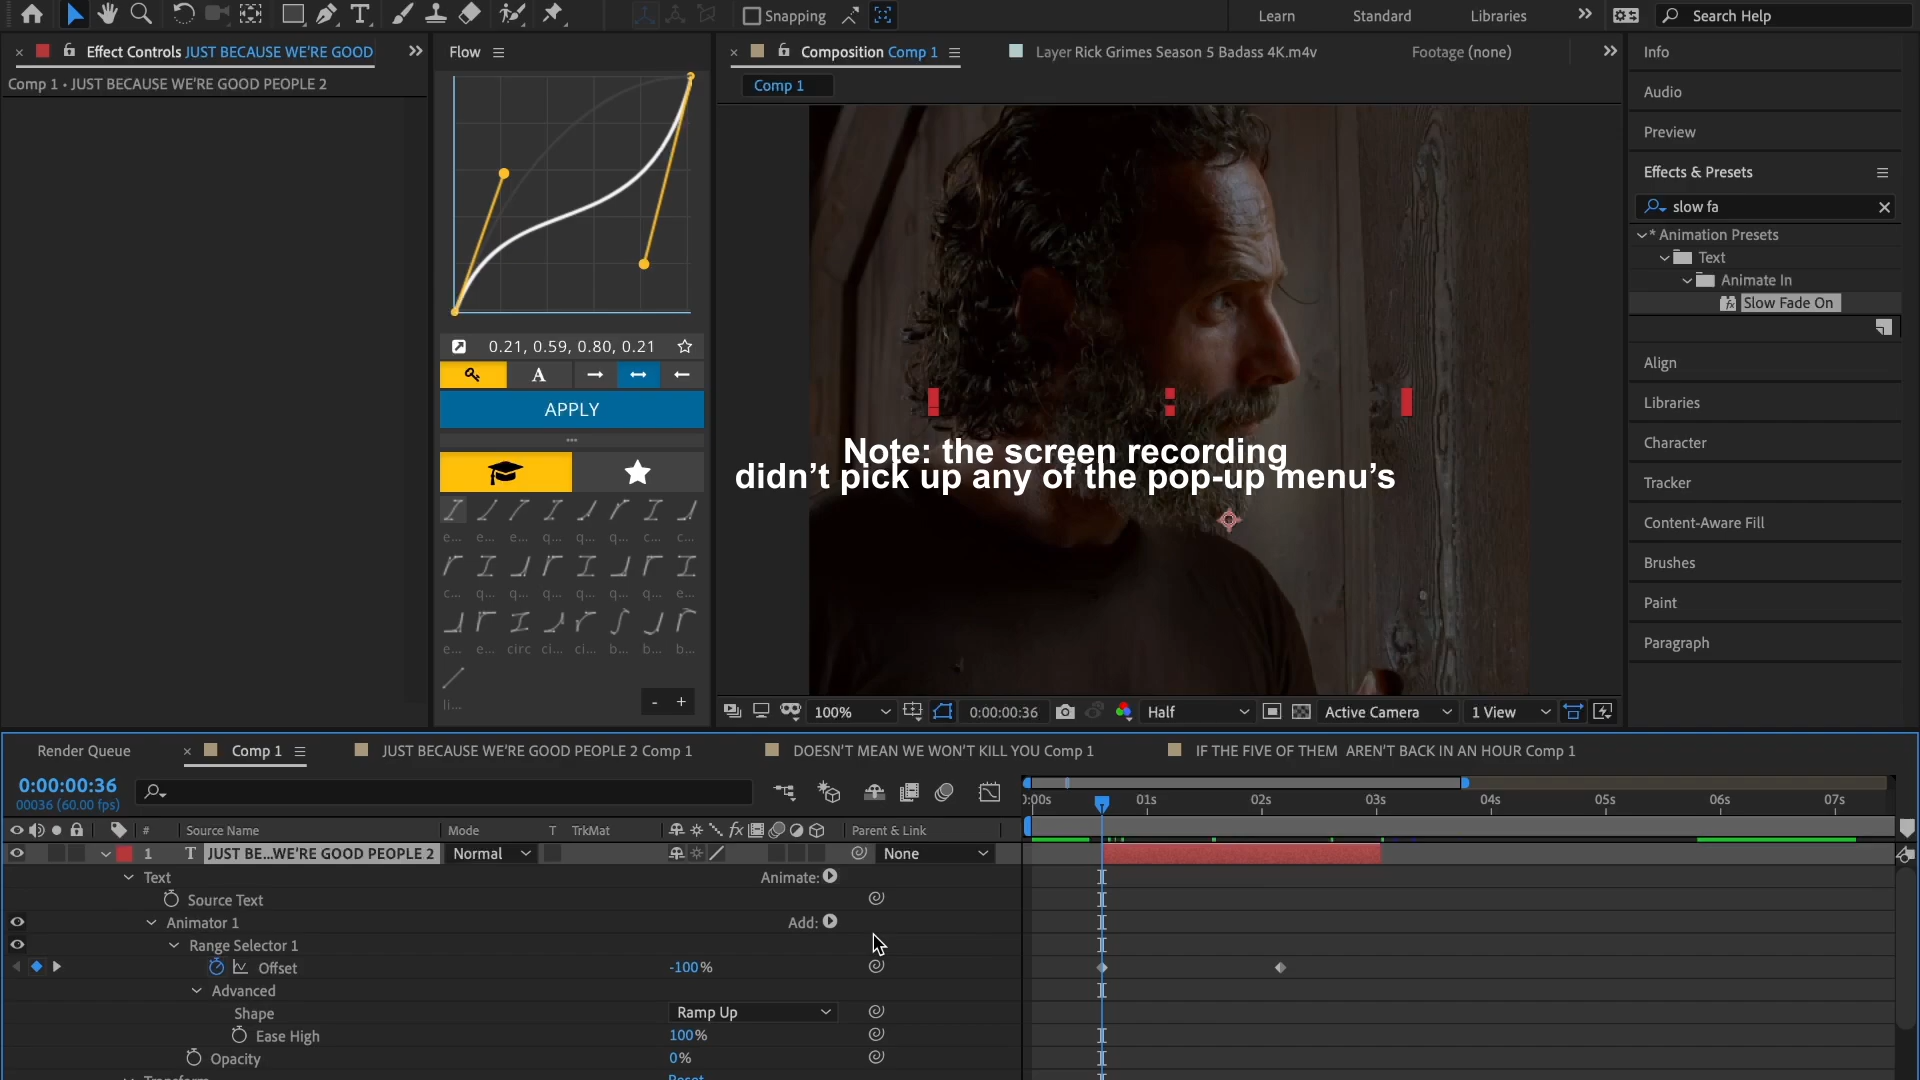 Snapping
Learn
Standard
Libraries
Search Help
Effect Controls JUST BECAUSE WE'RE GOOD
Flow
Composition Comp 1
Layer Rick Grimes Season 5 Badass 4K.m4v
Footage (none)
Info
Comp 1 • JUST BECAUSE WE'RE GOOD PEOPLE 2
Comp 1
Audio
Preview
Effects & Presets
slow fa
* Animation Presets
Text
Animate In
Slow Fade On
0.21, 0.59, 0.80, 0.21
A
APPLY
Align
Libraries
Character
Tracker
Content-Aware Fill
Brushes
Paint
Paragraph
Note: the screen recording
didn't pick up any of the pop-up menu's
e... e... e... q... q... q... c... c...
c... q... q... q... q... q... q... e...
e... e... circ ci... ci... b... b... b...
li...
- +
100%
0:00:00:36
Half
Active Camera
1 View
Render Queue
Comp 1
JUST BECAUSE WE'RE GOOD PEOPLE 2 Comp 1
DOESN'T MEAN WE WON'T KILL YOU Comp 1
IF THE FIVE OF THEM AREN'T BACK IN AN HOUR Comp 1
0:00:00:36
00036 (60.00 fps)
):00s 01s 02s 03s 04s 05s 06s 07s
# Source Name Mode T TrkMat fx Parent & Link
1 T JUST BE...WE'RE GOOD PEOPLE 2 Normal None
Text Animate:
Source Text
Animator 1 Add:
Range Selector 1
Offset -100%
Advanced
Shape Ramp Up
Ease High 100%
Opacity 0%
Transform Reset